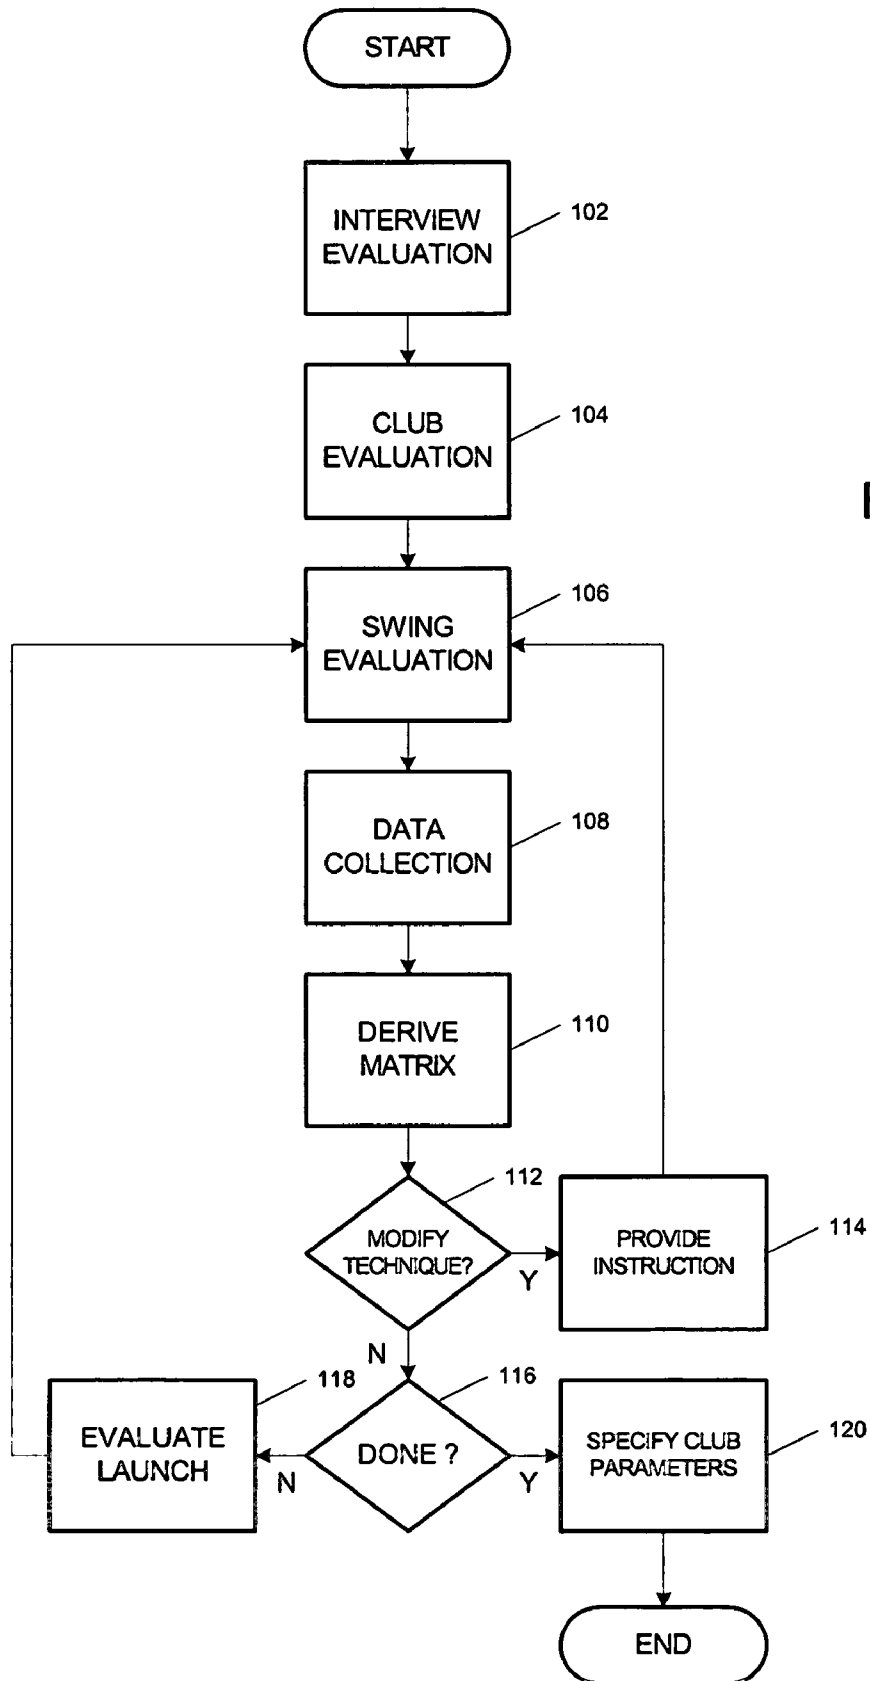 START
INTERVIEW
EVALUATION
102
CLUB
EVALUATION
104
SWING
EVALUATION
106
DATA
COLLECTION
108
DERIVE
MATRIX
110
MODIFY
TECHNIQUE?
112
Y
PROVIDE
INSTRUCTION
114
N
DONE ?
116
N
Y
EVALUATE
LAUNCH
118
SPECIFY CLUB
PARAMETERS
120
END